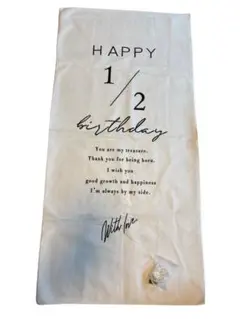 HAPPY
1/2
birthday
You are my treasure.
Thank you for being born.
I wish you
good growth and happiness
I'm always by my side.
With love